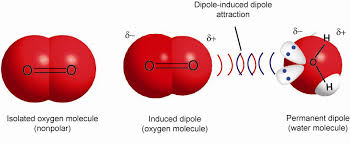 Dipole-induced dipole
attraction
δ− δ+ δ− δ+
O O O O H
O
H
Isolated oxygen molecule
(nonpolar)
Induced dipole
(oxygen molecule)
Permanent dipole
(water molecule)